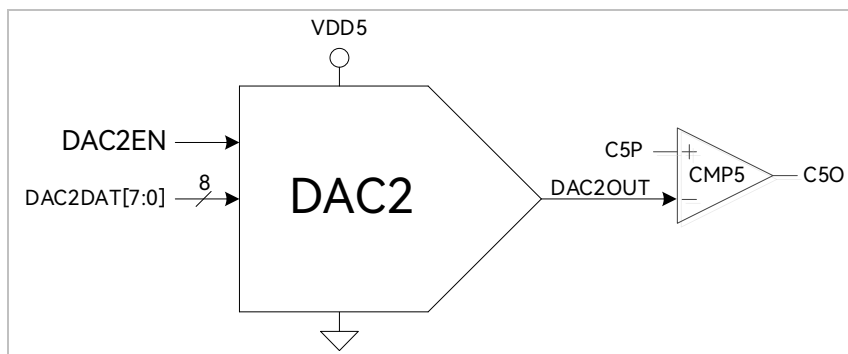 VDD5
DAC2EN
C5P
+
CMP5
C5O
8
DAC2DAT[7:0]
DAC2
DAC2OUT
−